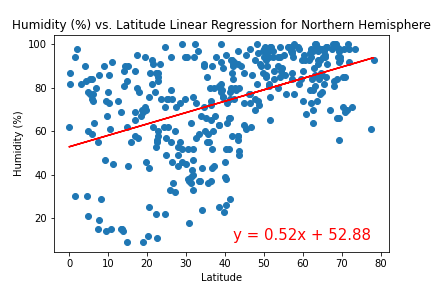 Humidity (%) vs. Latitude Linear Regression for Northern Hemisphere
100
80
60
40
20
Humidity (%)
y = 0.52x + 52.88
0 10 20 30 40 50 60 70 80
Latitude